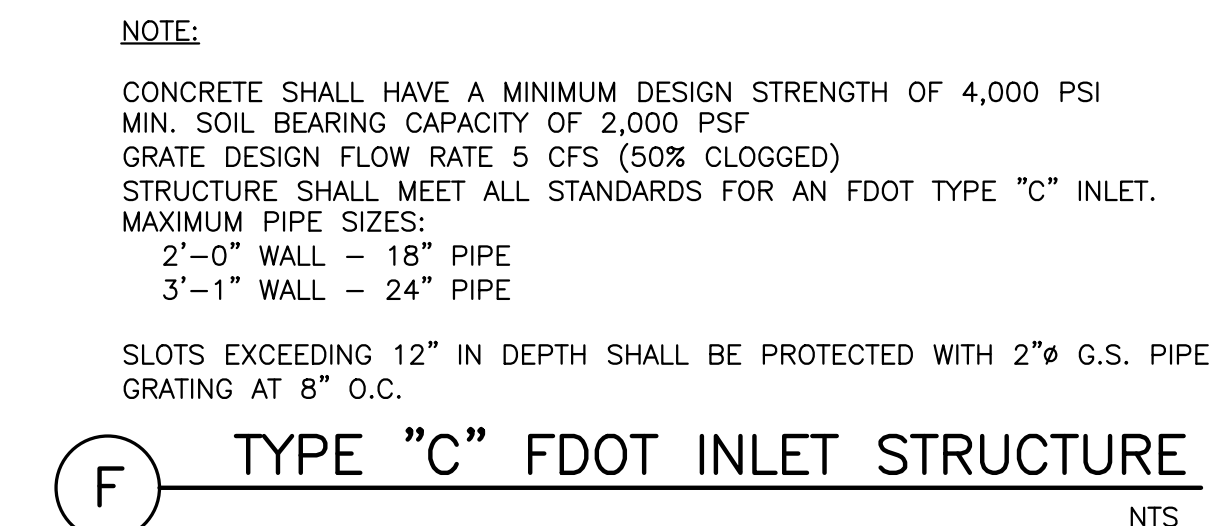 NOTE:
CONCRETE SHALL HAVE A MINIMUM DESIGN STRENGTH OF 4,000 PSI
MIN. SOIL BEARING CAPACITY OF 2,000 PSF
GRATE DESIGN FLOW RATE 5 CFS (50% CLOGGED)
STRUCTURE SHALL MEET ALL STANDARDS FOR AN FDOT TYPE "C" INLET.
MAXIMUM PIPE SIZES:
2'-0" WALL - 18" PIPE
3'-1" WALL - 24" PIPE
SLOTS EXCEEDING 12" IN DEPTH SHALL BE PROTECTED WITH 2"ø G.S. PIPE
GRATING AT 8" O.C.
F TYPE "C" FDOT INLET STRUCTURE
NTS